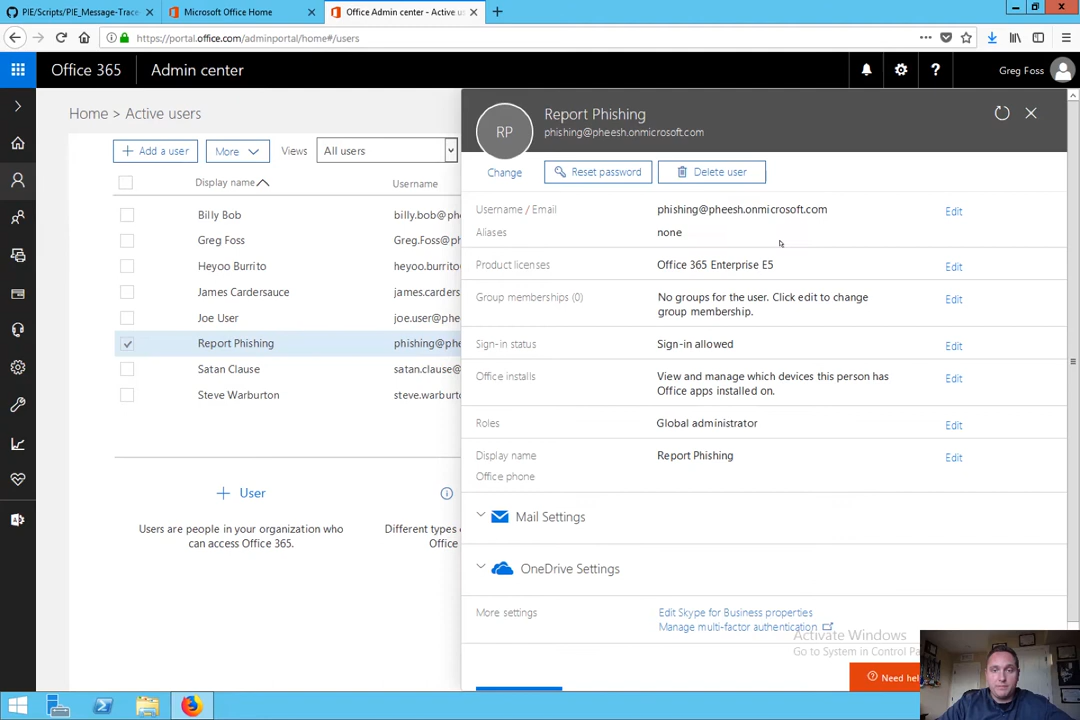 PIE/Scripts/PIE_Message-Trace
Microsoft Office Home
Office Admin center - Active us
https://portal.office.com/adminportal/home#/users
Office 365
Admin center
Greg Foss
Home > Active users
+ Add a user
More
Views
All users
Display name
Username
Billy Bob
billy.bob@phe
Greg Foss
Greg.Foss@ph
Heyoo Burrito
heyoo.burrito
James Cardersauce
james.carders
Joe User
joe.user@phe
Report Phishing
phishing@phe
Satan Clause
satan.clause@
Steve Warburton
steve.warburto
+ User
Users are people in your organization who
can access Office 365.
Different types o
Office
RP
Report Phishing
phishing@pheesh.onmicrosoft.com
Change
Reset password
Delete user
Username / Email
phishing@pheesh.onmicrosoft.com
Edit
Aliases
none
Product licenses
Office 365 Enterprise E5
Edit
Group memberships (0)
No groups for the user. Click edit to change
group membership.
Edit
Sign-in status
Sign-in allowed
Edit
Office installs
View and manage which devices this person has
Office apps installed on.
Edit
Roles
Global administrator
Edit
Display name
Report Phishing
Edit
Office phone
Mail Settings
OneDrive Settings
More settings
Edit Skype for Business properties
Manage multi-factor authentication
Activate Windows
Go to System in Control Pa
Need help